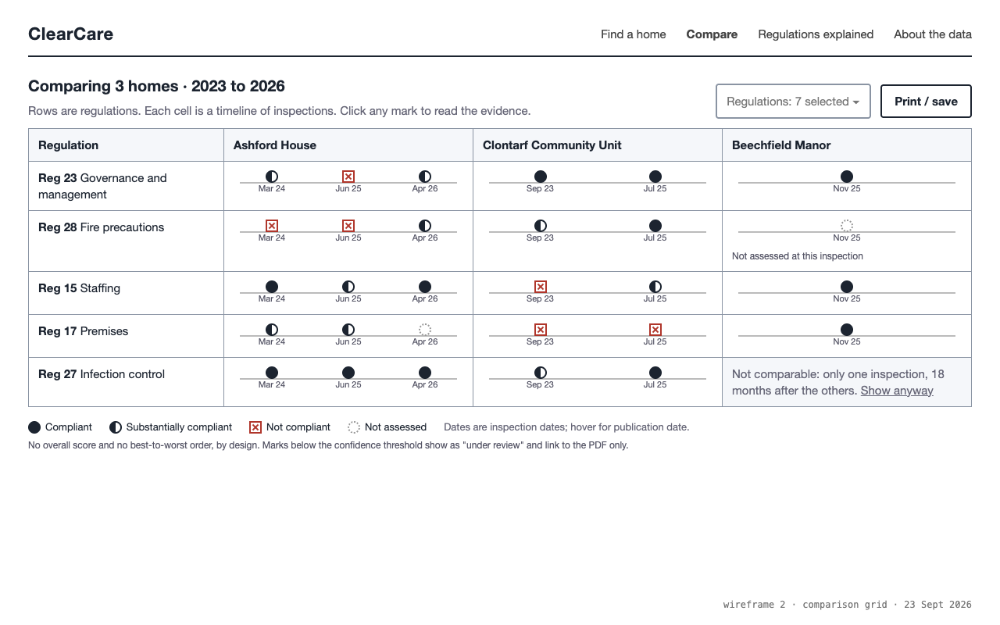 ClearCare
Find a home Compare Regulations explained About the data
Comparing 3 homes · 2023 to 2026
Rows are regulations. Each cell is a timeline of inspections. Click any mark to read the evidence.
Regulations: 7 selected
Print / save
Regulation Ashford House Clontarf Community Unit Beechfield Manor
Reg 23 Governance and
management
Mar 24 Jun 25 Apr 26 Sep 23 Jul 25 Nov 25
Reg 28 Fire precautions
Mar 24 Jun 25 Apr 26 Sep 23 Jul 25 Nov 25
Not assessed at this inspection
Reg 15 Staffing
Mar 24 Jun 25 Apr 26 Sep 23 Jul 25 Nov 25
Reg 17 Premises
Mar 24 Jun 25 Apr 26 Sep 23 Jul 25 Nov 25
Reg 27 Infection control
Mar 24 Jun 25 Apr 26 Sep 23 Jul 25
Not comparable: only one inspection, 18
months after the others. Show anyway
Compliant Substantially compliant Not compliant Not assessed Dates are inspection dates; hover for publication date.
No overall score and no best-to-worst order, by design. Marks below the confidence threshold show as "under review" and link to the PDF only.
wireframe 2 · comparison grid · 23 Sept 2026